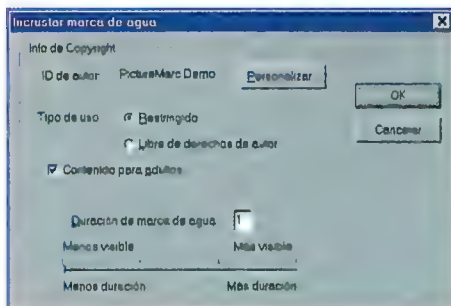 Incrustar marca de agua
Info de Copyright
ID de autor PictureMarc Demo Personalizar
OK
Tipo de uso Restringido
Cancelar
Libre de derechos de autor
Contenido para adultos
Duración de marca de agua 1
Menos visible Más visible
Menos duración Más duración